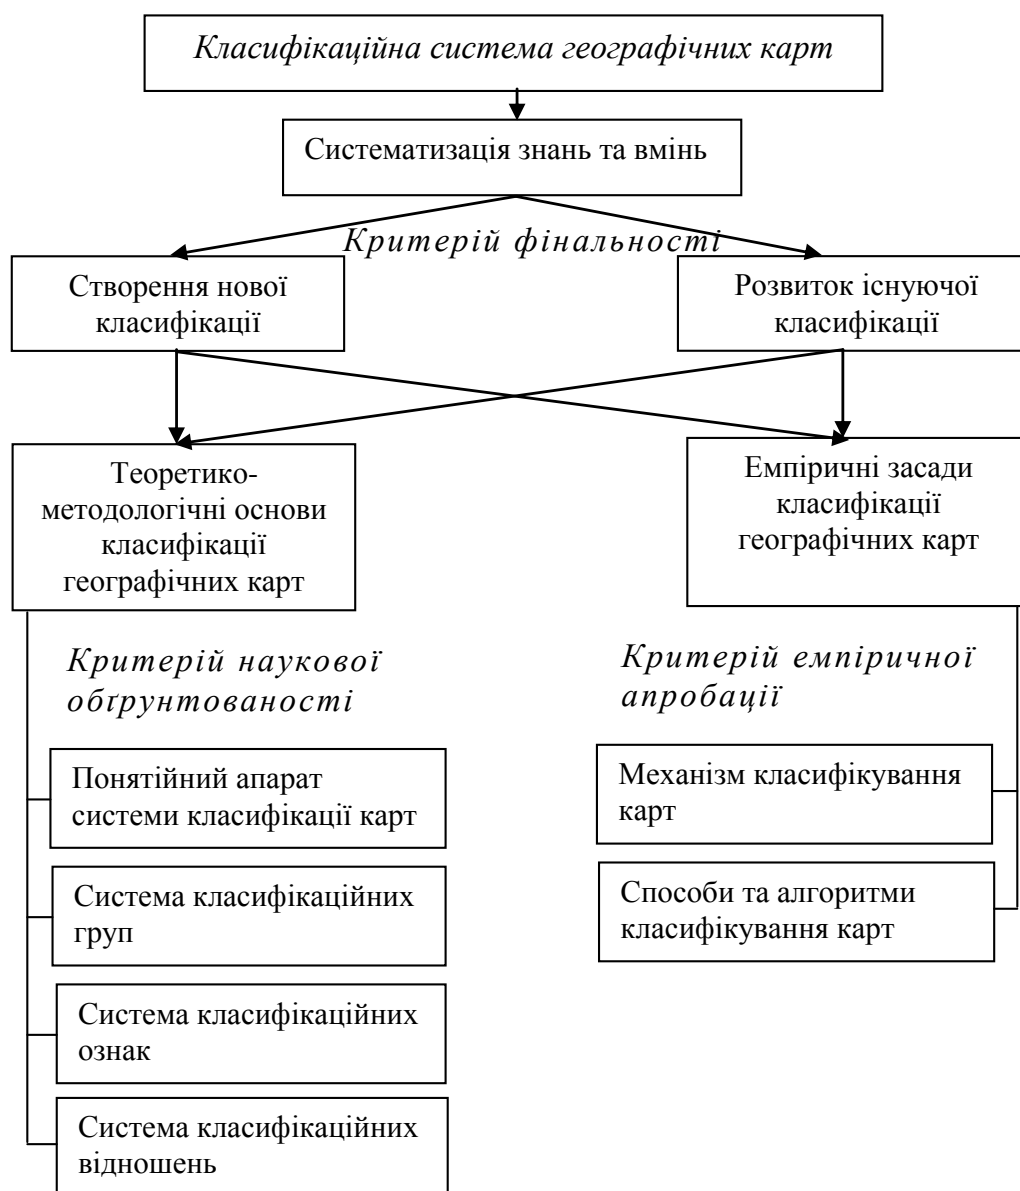 Класифікаційна система географічних карт
Систематизація знань та вмінь
Критерій фінальності
Створення нової
класифікації
Розвиток існуючої
класифікації
Теоретико-
методологічні основи
класифікації
географічних карт
Емпіричні засади
класифікації
географічних карт
Критерій наукової
обґрунтованості
Критерій емпіричної
апробації
Понятійний апарат
системи класифікації карт
Механізм класифікування
карт
Система класифікаційних
груп
Способи та алгоритми
класифікування карт
Система класифікаційних
ознак
Система класифікаційних
відношень